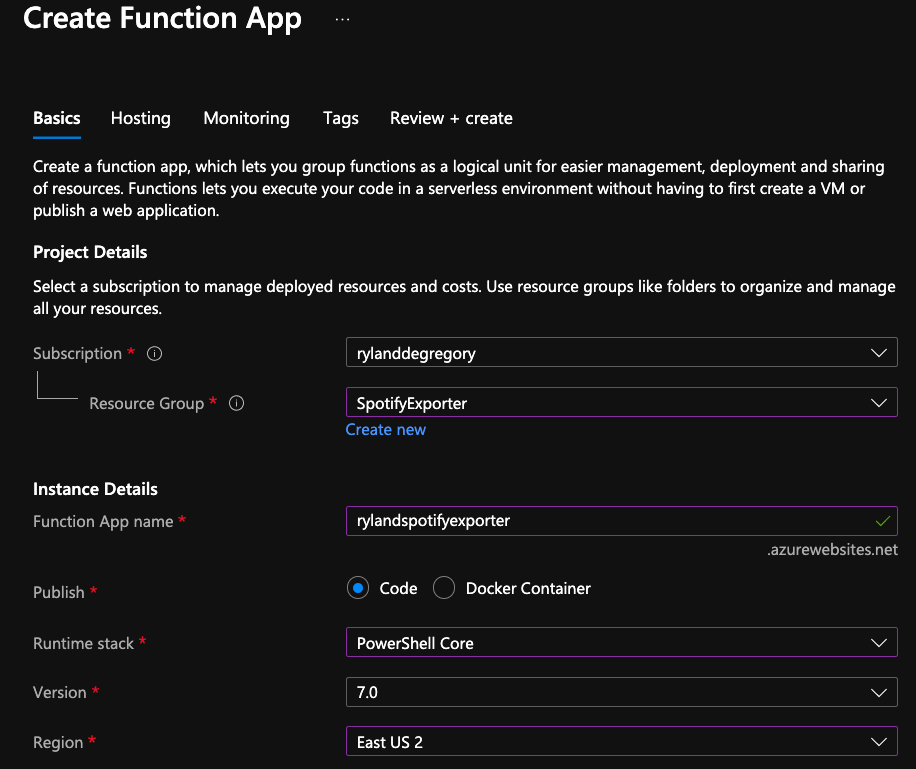 Create Function App ...
Basics Hosting Monitoring Tags Review + create
Create a function app, which lets you group functions as a logical unit for easier management, deployment and sharing
of resources. Functions lets you execute your code in a serverless environment without having to first create a VM or
publish a web application.
Project Details
Select a subscription to manage deployed resources and costs. Use resource groups like folders to organize and manage
all your resources.
Subscription * rylanddegregory
Resource Group * SpotifyExporter
Create new
Instance Details
Function App name * rylandspotifyexporter
.azurewebsites.net
Publish * Code Docker Container
Runtime stack * PowerShell Core
Version * 7.0
Region * East US 2